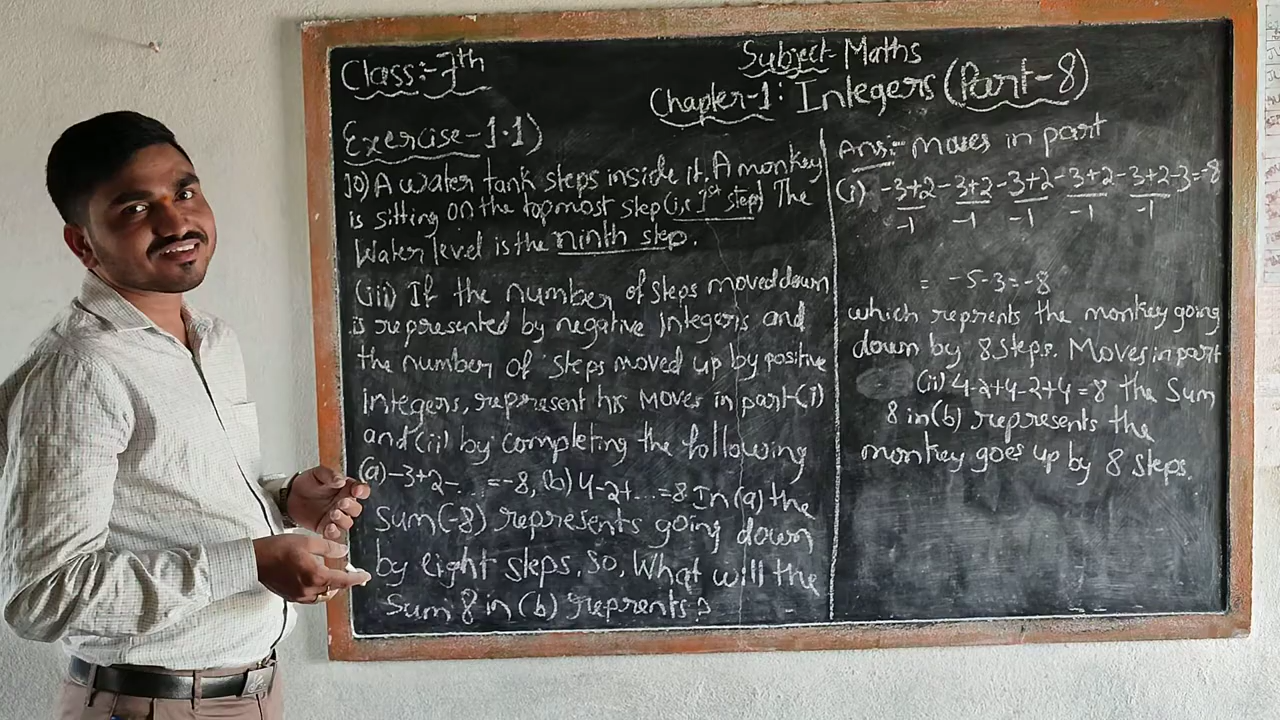 Class:- 7th
Subject- Maths
Chapter-1: Integers (Part-8)
Exercise-1.1)
10) A water tank steps inside it. A monkey
is sitting on the topmost step (i,e 1st step) The
Water level is the ninth step.
(iii) If the number of steps moved down
is represented by negative Integers and
the number of steps moved up by positive
integers, represent his moves in part (i)
and (ii) by completing the following
(a) -3+2-... = -8, (b) 4-2+... =8 In (a) the
Sum (-8) represents going down
by eight steps. So, What will the
Sum 8 in (b) reprents ?
Ans:- Moves in part
(i) -3+2-3+2-3+2-3+2-3+2-3=-8
-1 -1 -1 -1 -1
= -5-3=-8
which reprents the monkey going
down by 8 steps. Moves in part
(ii) 4-2+4-2+4=8 the Sum
8 in (b) represents the
monkey goes up by 8 steps.